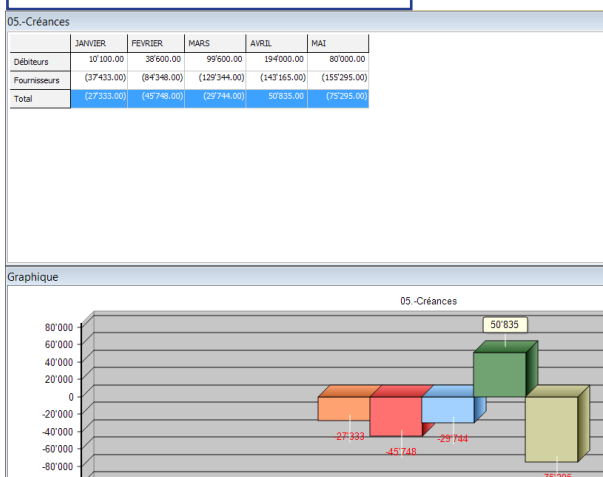 05.-Créances
JANVIER FEVRIER MARS AVRIL MAI
Débiteurs 10'100.00 38'600.00 99'600.00 194'000.00 80'000.00
Fournisseurs (37'433.00) (84'348.00) (129'344.00) (143'165.00) (155'295.00)
Total (27'333.00) (45'748.00) (29'744.00) 50'835.00 (75'295.00)
Graphique
05.-Créances
50'835
80'000
60'000
40'000
20'000
0
-20'000
-40'000
-60'000
-80'000
-27'333
-45'748
-29'744
-75'295